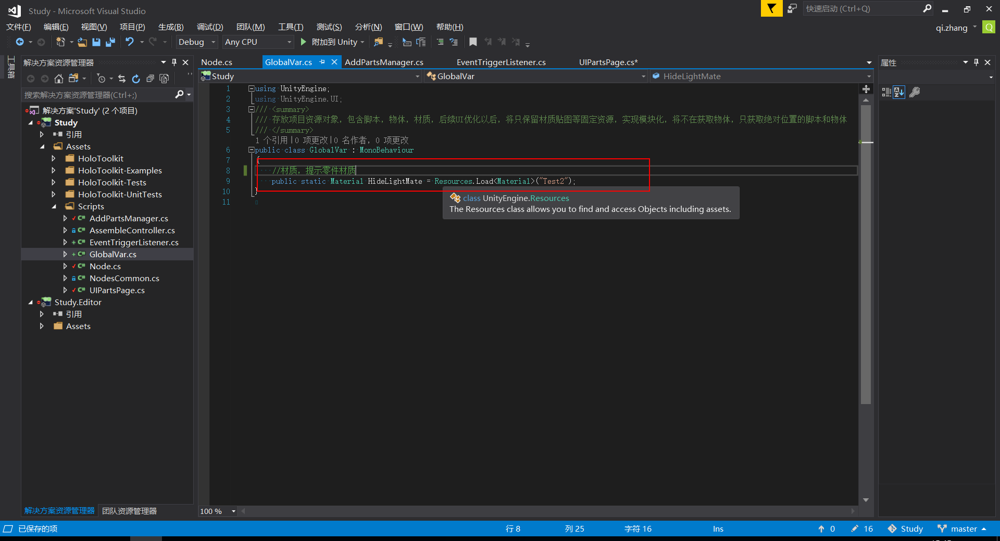 Study - Microsoft Visual Studio
快速启动 (Ctrl+Q)
文件(F) 编辑(E) 视图(V) 项目(P) 生成(B) 调试(D) 团队(M) 工具(T) 测试(S) 分析(N) 窗口(W) 帮助(H)
qi.zhang Q
Debug Any CPU 附加到 Unity
工具箱
解决方案资源管理器
搜索解决方案资源管理器(Ctrl+;)
解决方案'Study' (2 个项目)
Study
引用
Assets
HoloToolkit
HoloToolkit-Examples
HoloToolkit-Tests
HoloToolkit-UnitTests
Scripts
C# AddPartsManager.cs
C# AssembleController.cs
C# EventTriggerListener.cs
C# GlobalVar.cs
C# Node.cs
C# NodesCommon.cs
C# UIPartsPage.cs
Study.Editor
引用
Assets
解决方案资源管理器 团队资源管理器
Node.cs GlobalVar.cs AddPartsManager.cs EventTriggerListener.cs UIPartsPage.cs*
Study GlobalVar HideLightMate
1 using UnityEngine;
2 using UnityEngine.UI;
3 /// <summary>
4 /// 存放项目资源对象，包含脚本，物体，材质，后续UI优化以后，将只保留材质贴图等固定资源，实现模块化，将不在获取物体，只获取绝对位置的脚本和物体
5 /// </summary>
1 个引用|0 项更改|0 名作者，0 项更改
6 public class GlobalVar : MonoBehaviour
7 {
8 //材质，提示零件材质
9 public static Material HideLightMate = Resources.Load<Material>("Test2");
10 }
11
class UnityEngine.Resources
The Resources class allows you to find and access Objects including assets.
100 %
属性
已保存的项 行 8 列 25 字符 16 Ins 0 16 Study master